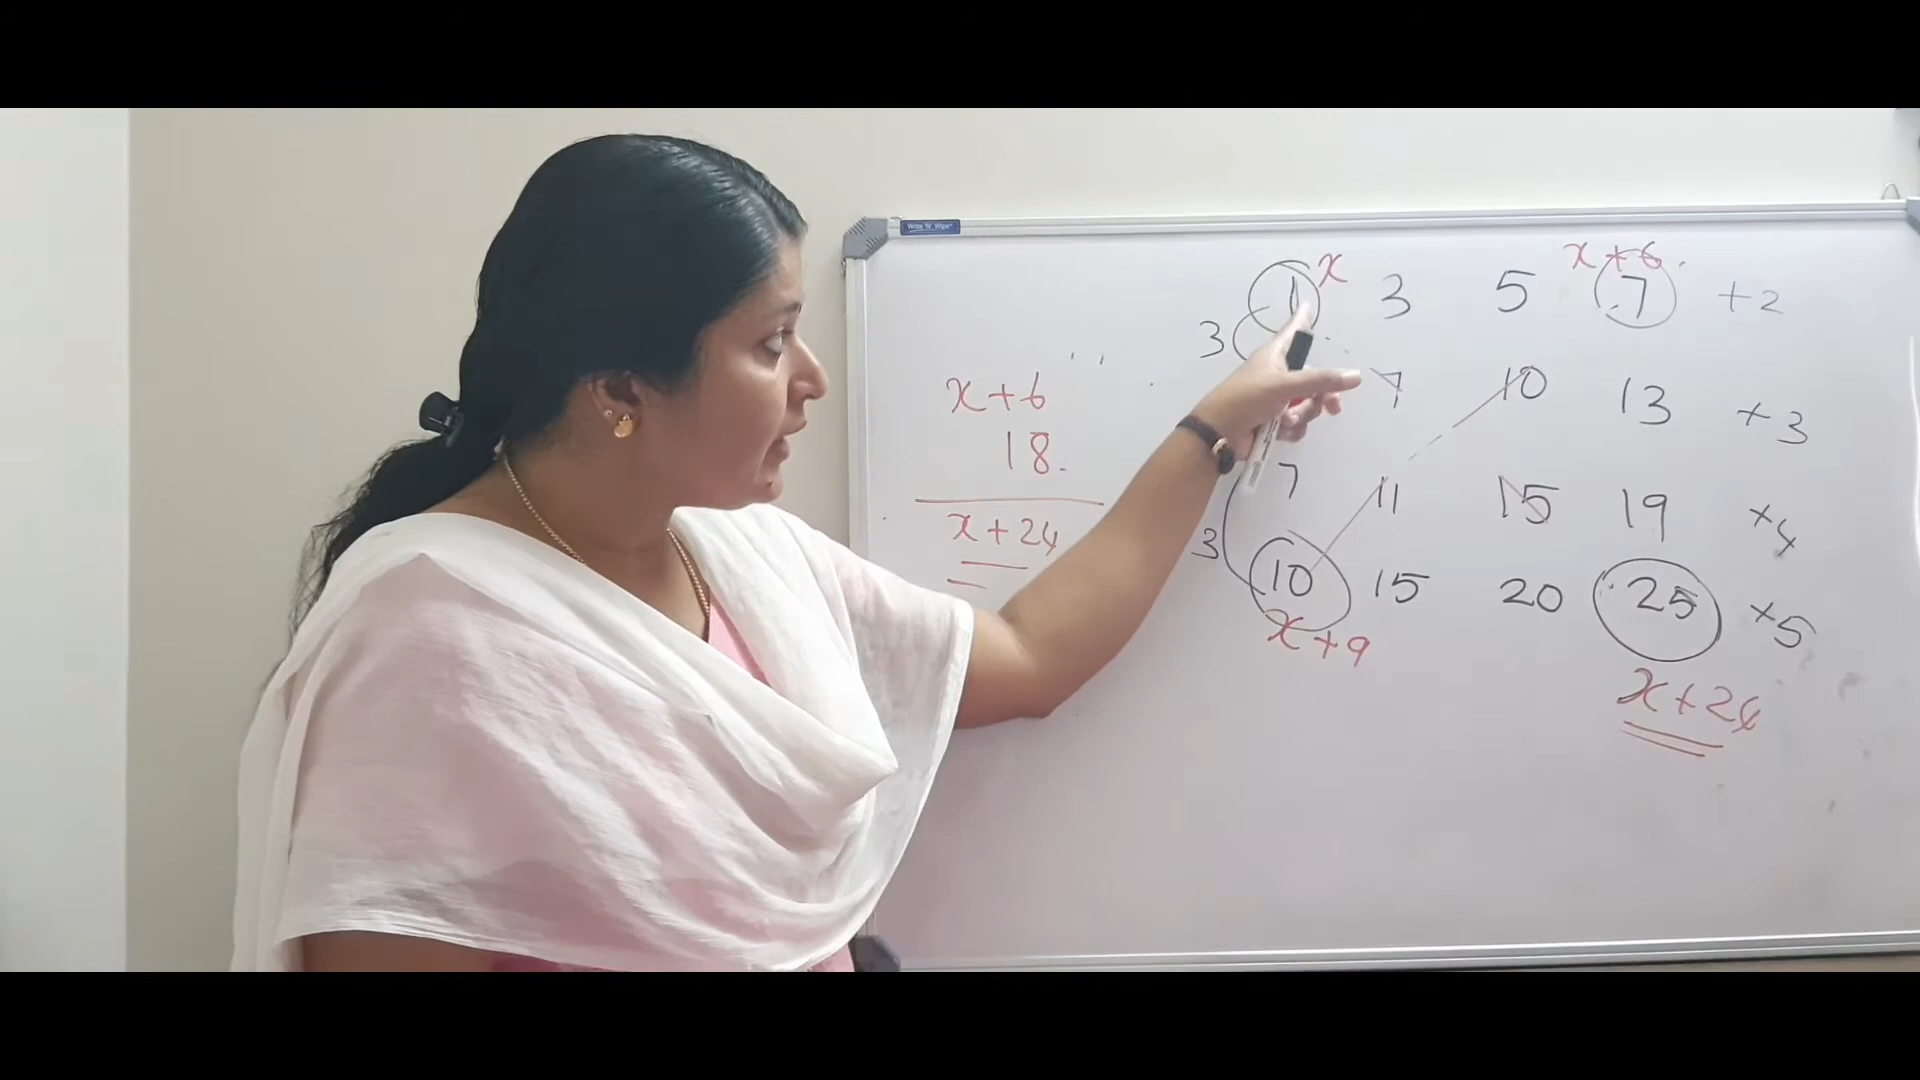 Write 'N' Wipe
x x+6
1 3 5 7 +2
3
7 10 13 +3
7 11 15 19 +4
3
10 15 20 25 +5
x+9
x+24
x+6
18
x+24